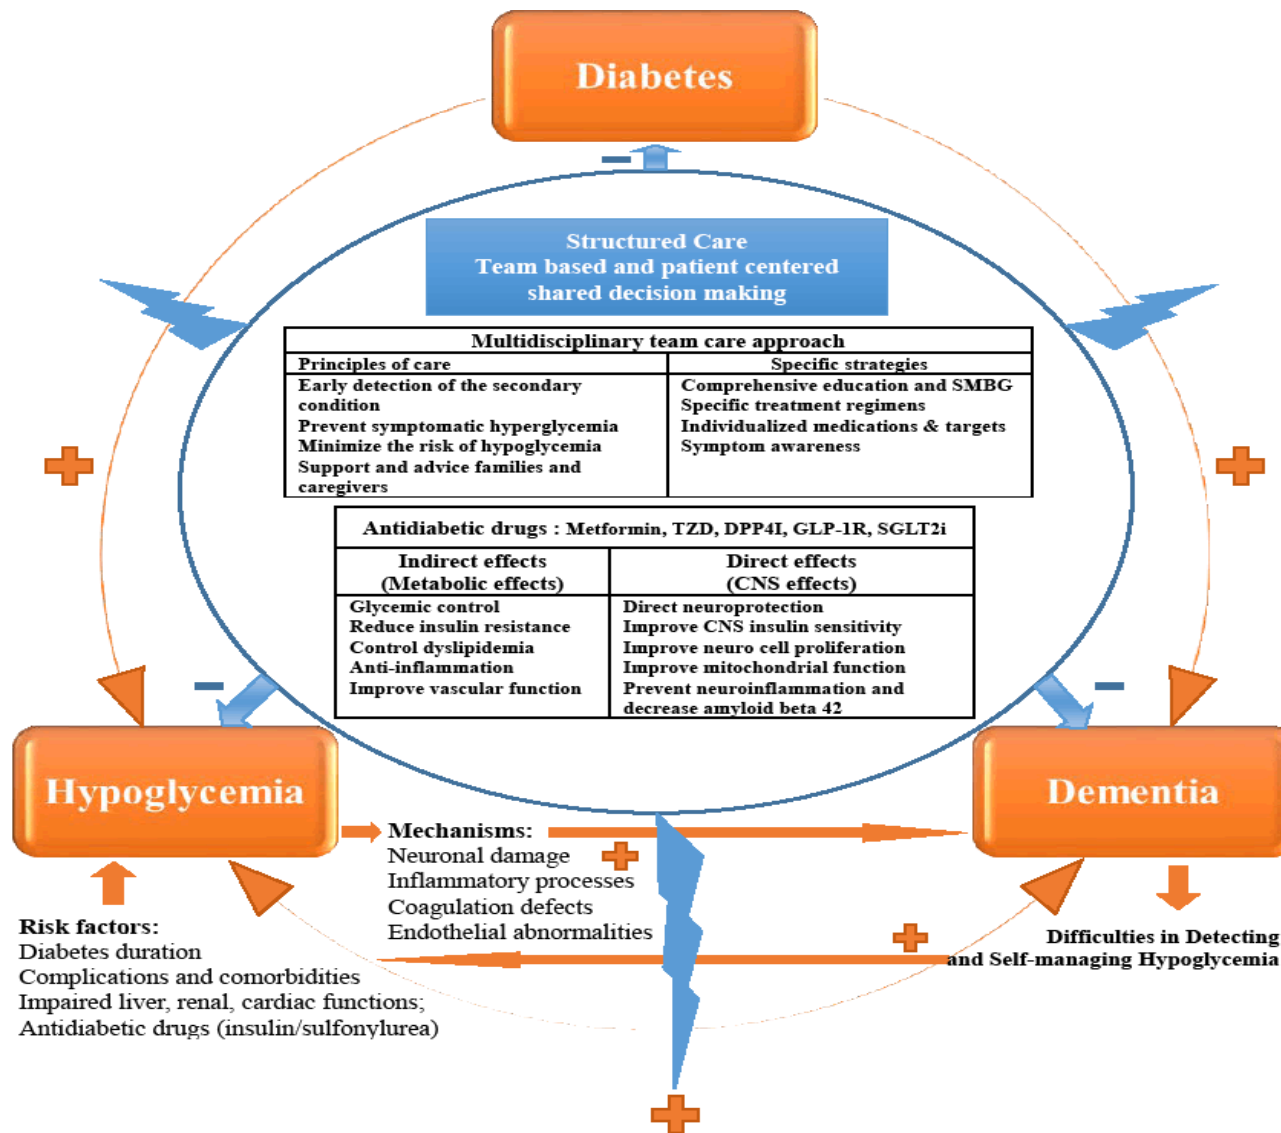 Diabetes
Structured Care
Team based and patient centered
shared decision making
Multidisciplinary team care approach
Principles of care
Early detection of the secondary
condition
Prevent symptomatic hyperglycemia
Minimize the risk of hypoglycemia
Support and advice families and
caregivers
Specific strategies
Comprehensive education and SMBG
Specific treatment regimens
Individualized medications & targets
Symptom awareness
Antidiabetic drugs : Metformin, TZD, DPP4I, GLP-1R, SGLT2i
Indirect effects
(Metabolic effects)
Glycemic control
Reduce insulin resistance
Control dyslipidemia
Anti-inflammation
Improve vascular function
Direct effects
(CNS effects)
Direct neuroprotection
Improve CNS insulin sensitivity
Improve neuro cell proliferation
Improve mitochondrial function
Prevent neuroinflammation and
decrease amyloid beta 42
Hypoglycemia
Dementia
Mechanisms:
Neuronal damage
Inflammatory processes
Coagulation defects
Endothelial abnormalities
Risk factors:
Diabetes duration
Complications and comorbidities
Impaired liver, renal, cardiac functions;
Antidiabetic drugs (insulin/sulfonylurea)
Difficulties in Detecting
and Self-managing Hypoglycemia